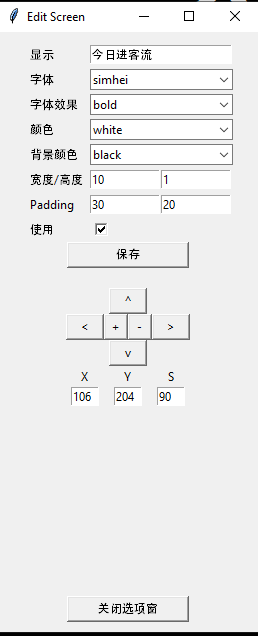 Edit Screen
显示 今日进客流
字体 simhei
字体效果 bold
颜色 white
背景颜色 black
宽度/高度 10 1
Padding 30 20
使用
保存
^
< + - >
v
X Y S
106 204 90
关闭选项窗